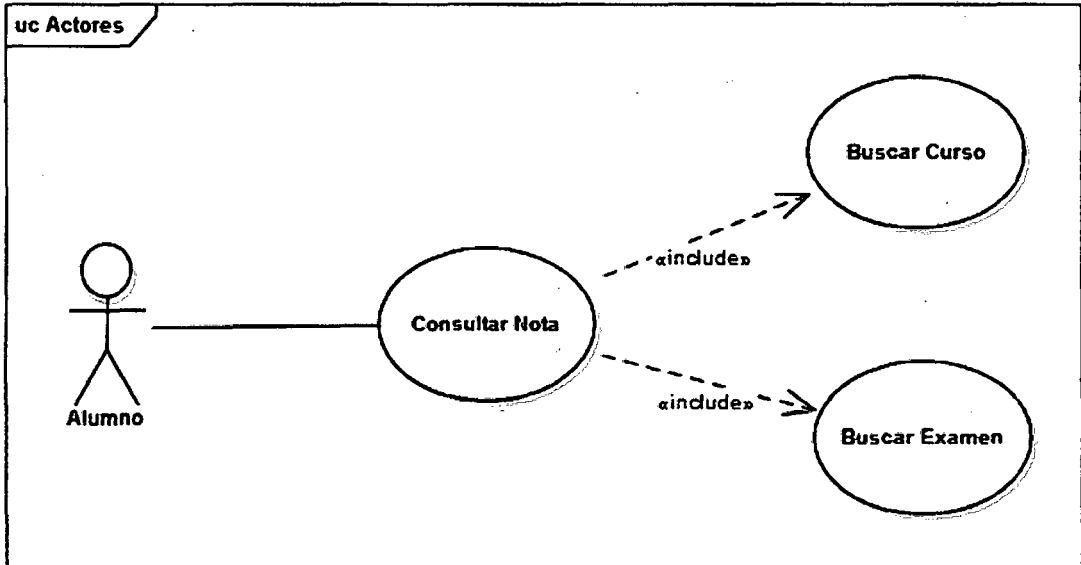 uc Actores
Buscar Curso
«include»
Consultar Nota
Alumno
«include»
Buscar Examen